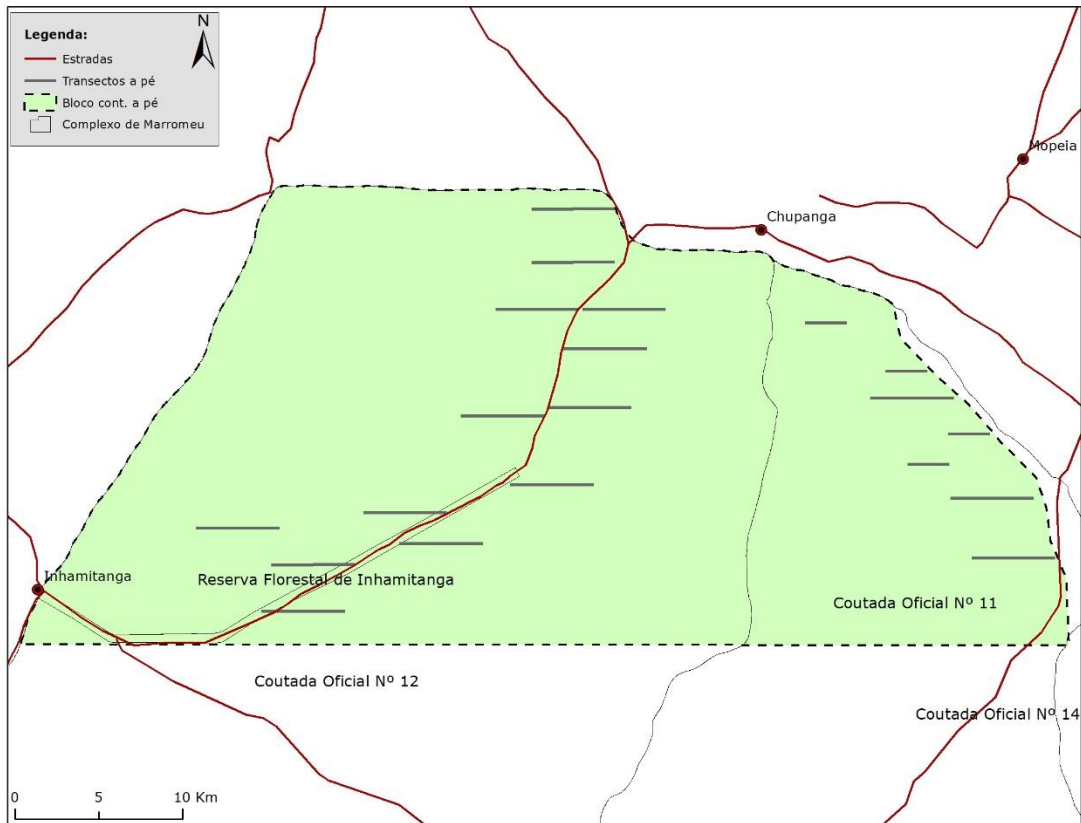 Legenda:
N
Estradas
Transectos a pé
Bloco cont. a pé
Complexo de Marromeu
Mopeia
Chupanga
Inhamitanga
Reserva Florestal de Inhamitanga
Coutada Oficial Nº 11
Coutada Oficial Nº 12
Coutada Oficial Nº 14
0 5 10 Km